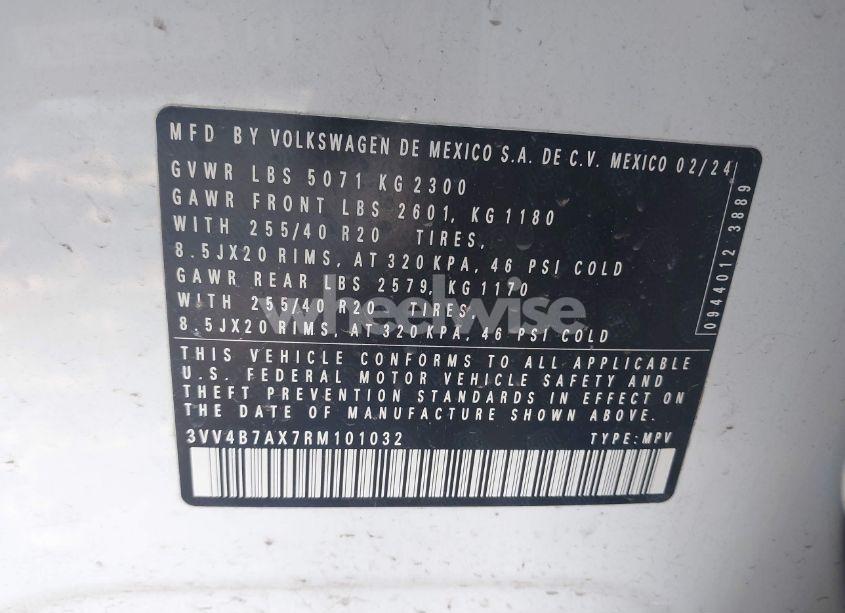 MFD BY VOLKSWAGEN DE MEXICO S.A. DE C.V. MEXICO 02/24
GVWR LBS 5071 KG 2300
GAWR FRONT LBS 2601, KG 1180
WITH 255/40 R20 TIRES,
8.5JX20 RIMS, AT 320 KPA, 46 PSI COLD
GAWR REAR LBS 2579, KG 1170
WITH 255/40 R20 TIRES,
8.5JX20 RIMS, AT 320 KPA, 46 PSI COLD
THIS VEHICLE CONFORMS TO ALL APPLICABLE
U.S. FEDERAL MOTOR VEHICLE SAFETY AND
THEFT PREVENTION STANDARDS IN EFFECT ON
THE DATE OF MANUFACTURE SHOWN ABOVE.
3VV4B7AX7RM101032 TYPE: MPV
0944012 3889
wheelwise